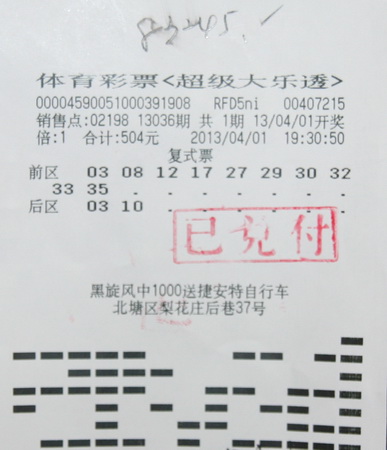 体育彩票<超级大乐透>
00004590051000391908 RFD5ni 00407215
销售点:02198 13036期 共 1期 13/04/01开奖
倍:1 合计:504元 2013/04/01 19:30:50
复式票
前区 03 08 12 17 27 29 30 32
33 35 . . . . . .
后区 03 10 . . . . . .
已兑付
黑旋风中1000送捷安特自行车
北塘区梨花庄后巷37号